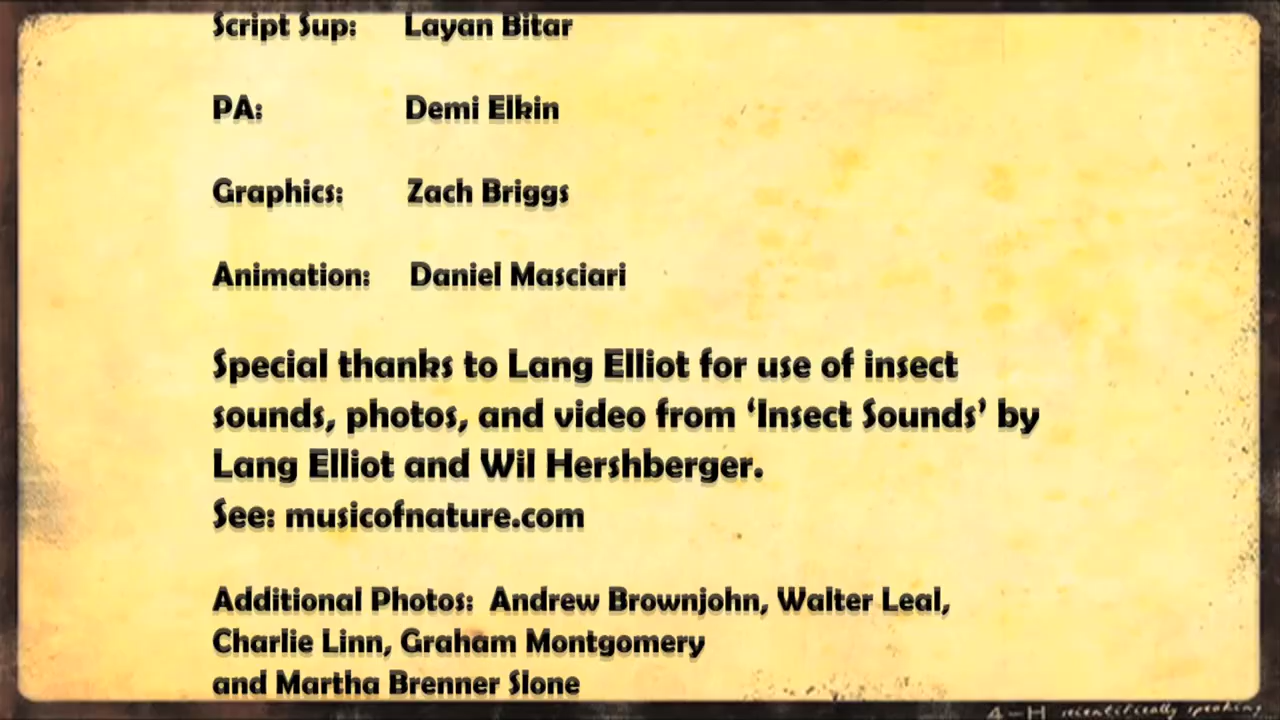 Script Sup: Layan Bitar
PA: Demi Elkin
Graphics: Zach Briggs
Animation: Daniel Masciari
Special thanks to Lang Elliot for use of insect
sounds, photos, and video from ‘Insect Sounds’ by
Lang Elliot and Wil Hershberger.
See: musicofnature.com
Additional Photos: Andrew Brownjohn, Walter Leal,
Charlie Linn, Graham Montgomery
and Martha Brenner Slone
4-H scientifically speaking